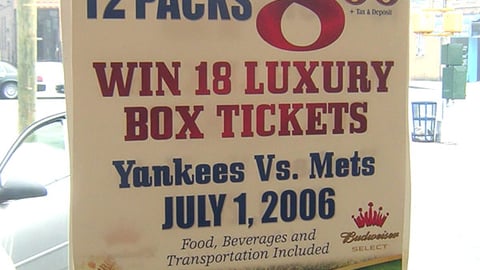 12 PACKS 8
+ Tax & Deposit
WIN 18 LUXURY
BOX TICKETS
Yankees Vs. Mets
JULY 1, 2006
Food, Beverages and
Transportation Included
Budweiser
SELECT